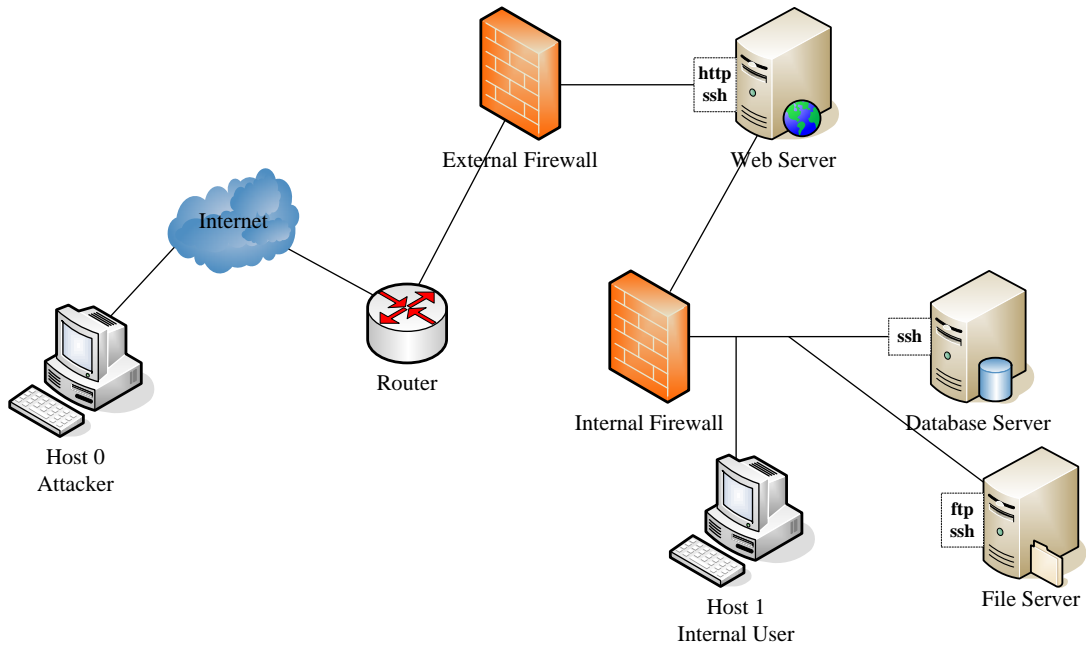 http
ssh
External Firewall
Web Server
Internet
Router
ssh
Internal Firewall
Database Server
Host 0
Attacker
ftp
ssh
File Server
Host 1
Internal User